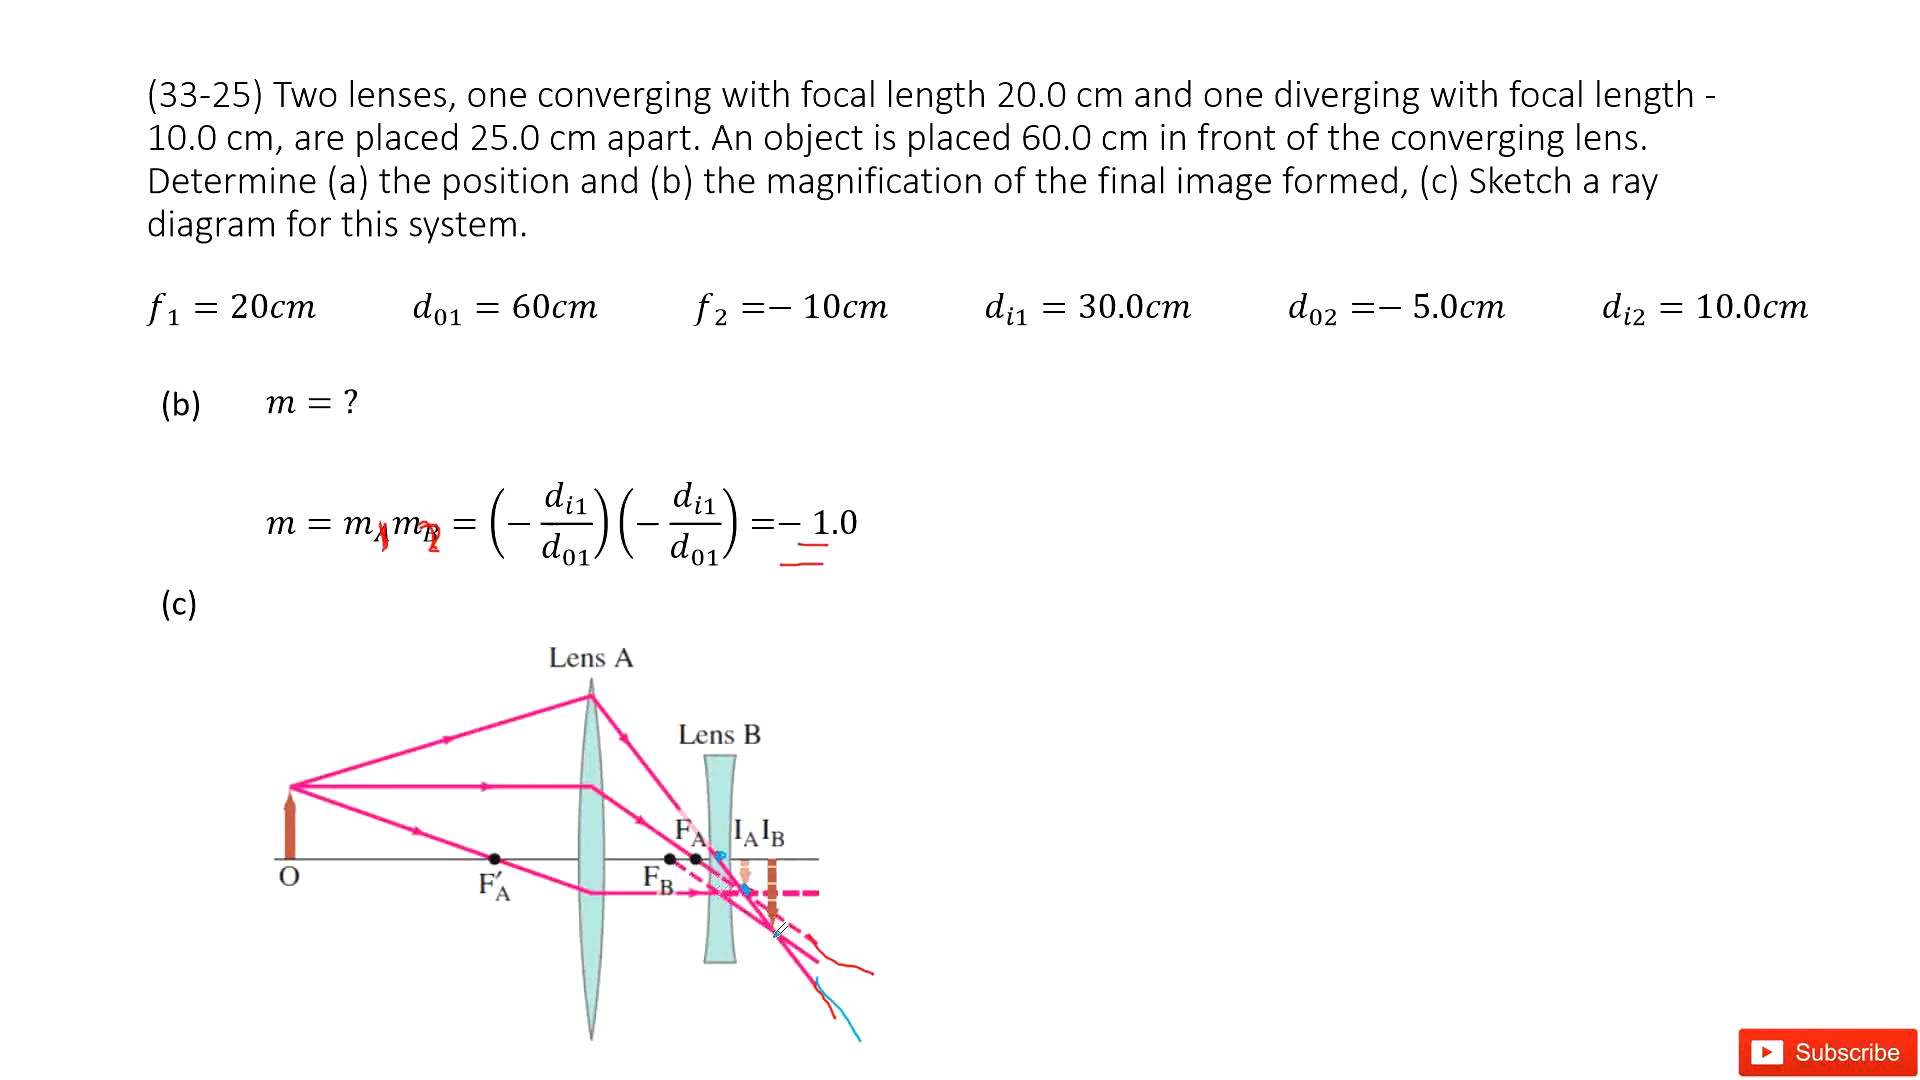 (33-25) Two lenses, one converging with focal length 20.0 cm and one diverging with focal length -
10.0 cm, are placed 25.0 cm apart. An object is placed 60.0 cm in front of the converging lens.
Determine (a) the position and (b) the magnification of the final image formed, (c) Sketch a ray
diagram for this system.
f₁ = 20cm d₀₁ = 60cm f₂ =− 10cm dᵢ₁ = 30.0cm d₀₂ =− 5.0cm dᵢ₂ = 10.0cm
(b) m = ?
m = m_A 1 m_B 2 = (− dᵢ₁/d₀₁)(− dᵢ₁/d₀₁) =− 1.0
(c)
Lens A
Lens B
F_A I_A I_B
O F′_A F_B
Subscribe